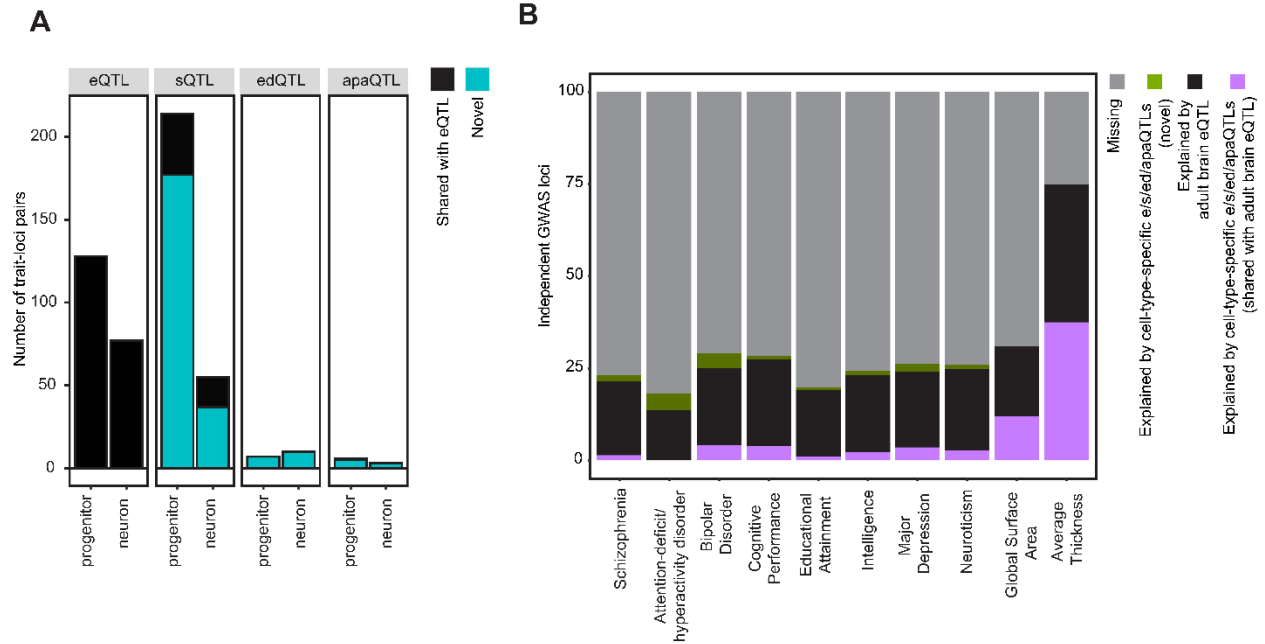 A
eQTL
sQTL
edQTL
apaQTL
Number of trait-loci pairs
200
150
100
50
0
progenitor
neuron
progenitor
neuron
progenitor
neuron
progenitor
neuron
Shared with eQTL
Novel
B
Independent GWAS loci
100
75
50
25
0
Schizophrenia
Attention-deficit/
hyperactivity disorder
Bipolar
Disorder
Cognitive
Performance
Educational
Attainment
Intelligence
Major
Depression
Neuroticism
Global Surface
Area
Average
Thickness
Missing
Explained by cell-type-specific e/s/ed/apaQTLs
(novel)
Explained by
adult brain eQTL
Explained by cell-type-specific e/s/ed/apaQTLs
(shared with adult brain eQTL)